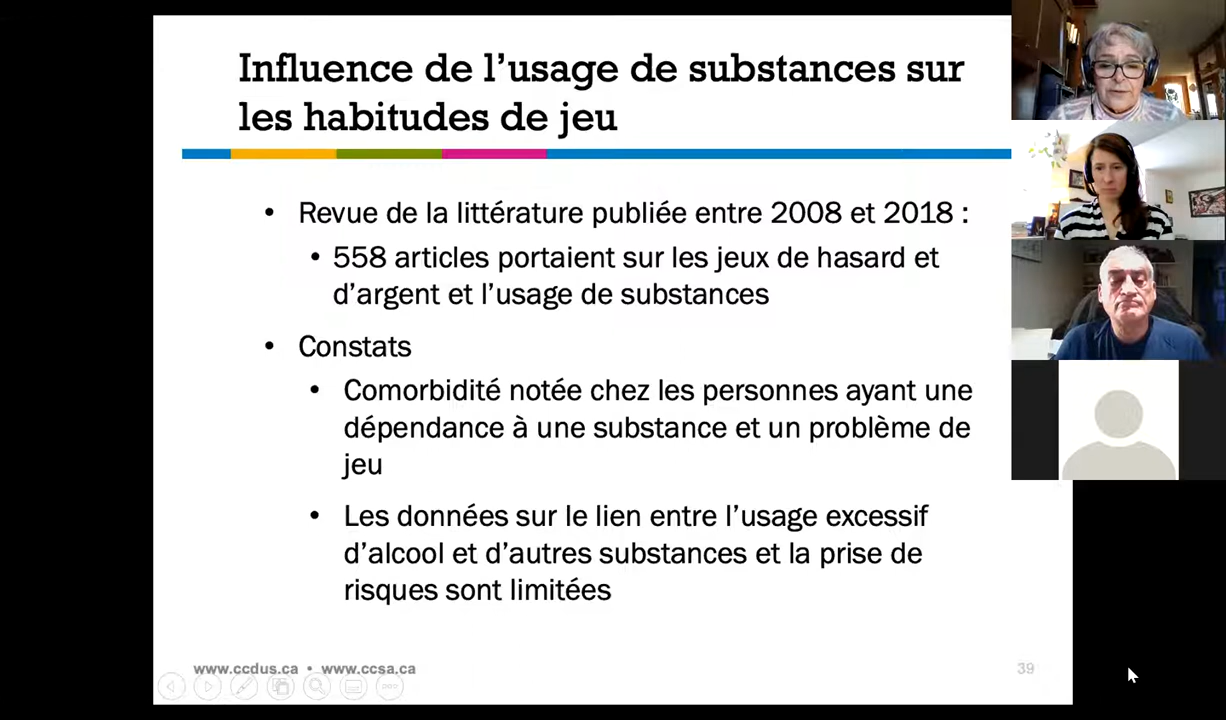 Influence de l’usage de substances sur
les habitudes de jeu
• Revue de la littérature publiée entre 2008 et 2018 :
• 558 articles portaient sur les jeux de hasard et
d’argent et l’usage de substances
• Constats
• Comorbidité notée chez les personnes ayant une
dépendance à une substance et un problème de
jeu
• Les données sur le lien entre l’usage excessif
d’alcool et d’autres substances et la prise de
risques sont limitées
www.ccdus.ca • www.ccsa.ca
39